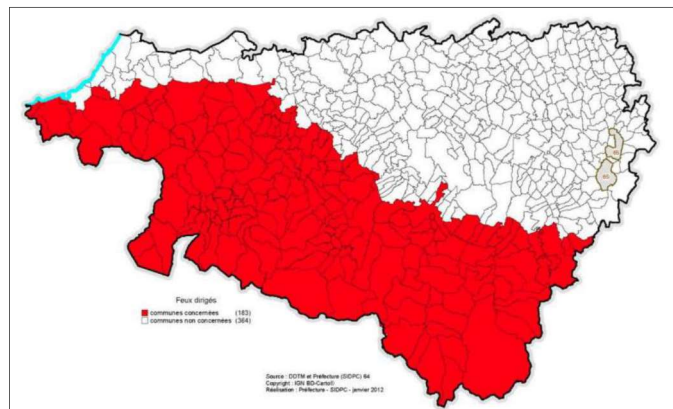 65
Feux dirigés
communes concernées (183)
communes non concernées (364)
Source : DDTM et Préfecture (SIDPC) 64
Copyright : IGN BD-Carto®
Réalisation : Préfecture - SIDPC - janvier 2012